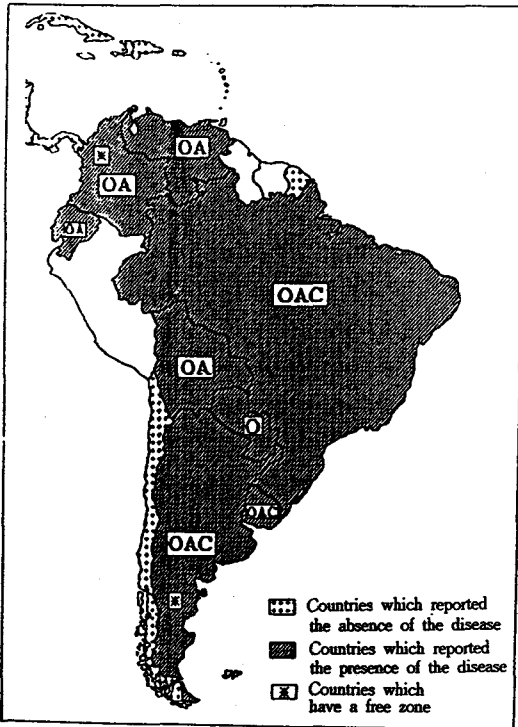 OA
OA
OA
OAC
OA
O
OAC
OAC
Countries which reported
the absence of the disease
Countries which reported
the presence of the disease
Countries which
have a free zone